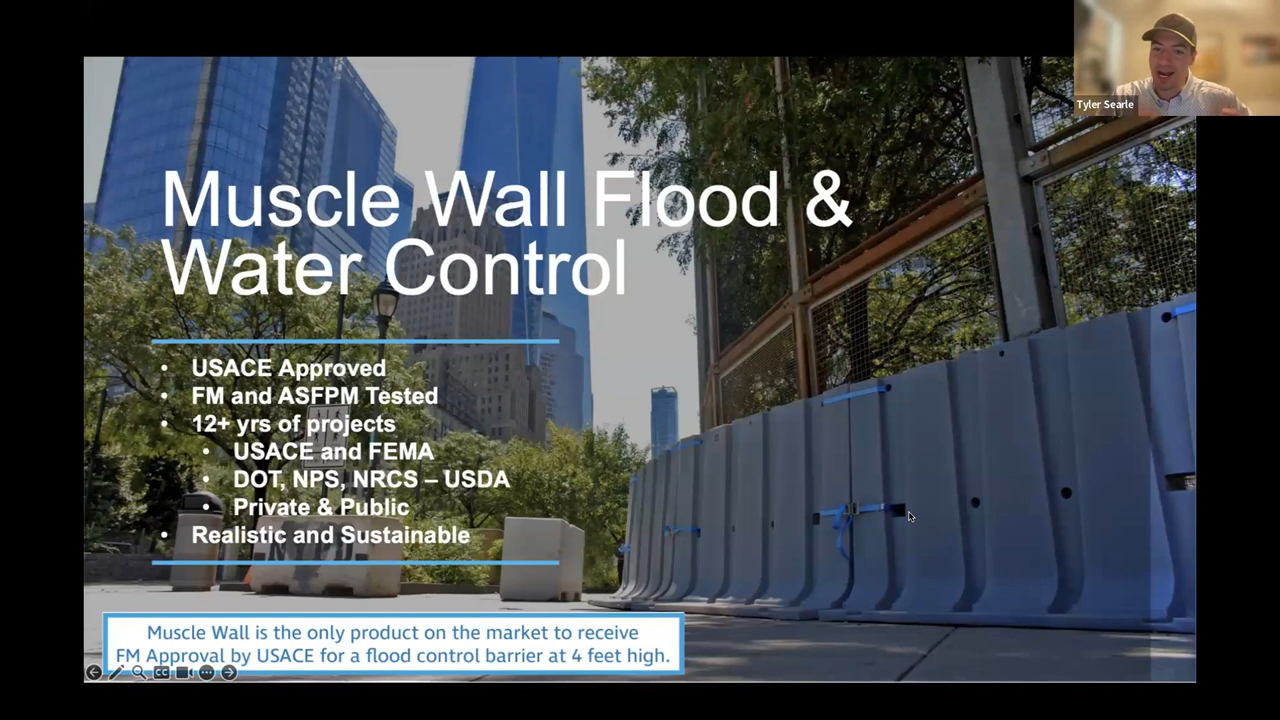 Tyler Searle
Muscle Wall Flood &
Water Control
• USACE Approved
• FM and ASFPM Tested
• 12+ yrs of projects
• USACE and FEMA
• DOT, NPS, NRCS – USDA
• Private & Public
• Realistic and Sustainable
Muscle Wall is the only product on the market to receive
FM Approval by USACE for a flood control barrier at 4 feet high.
CC